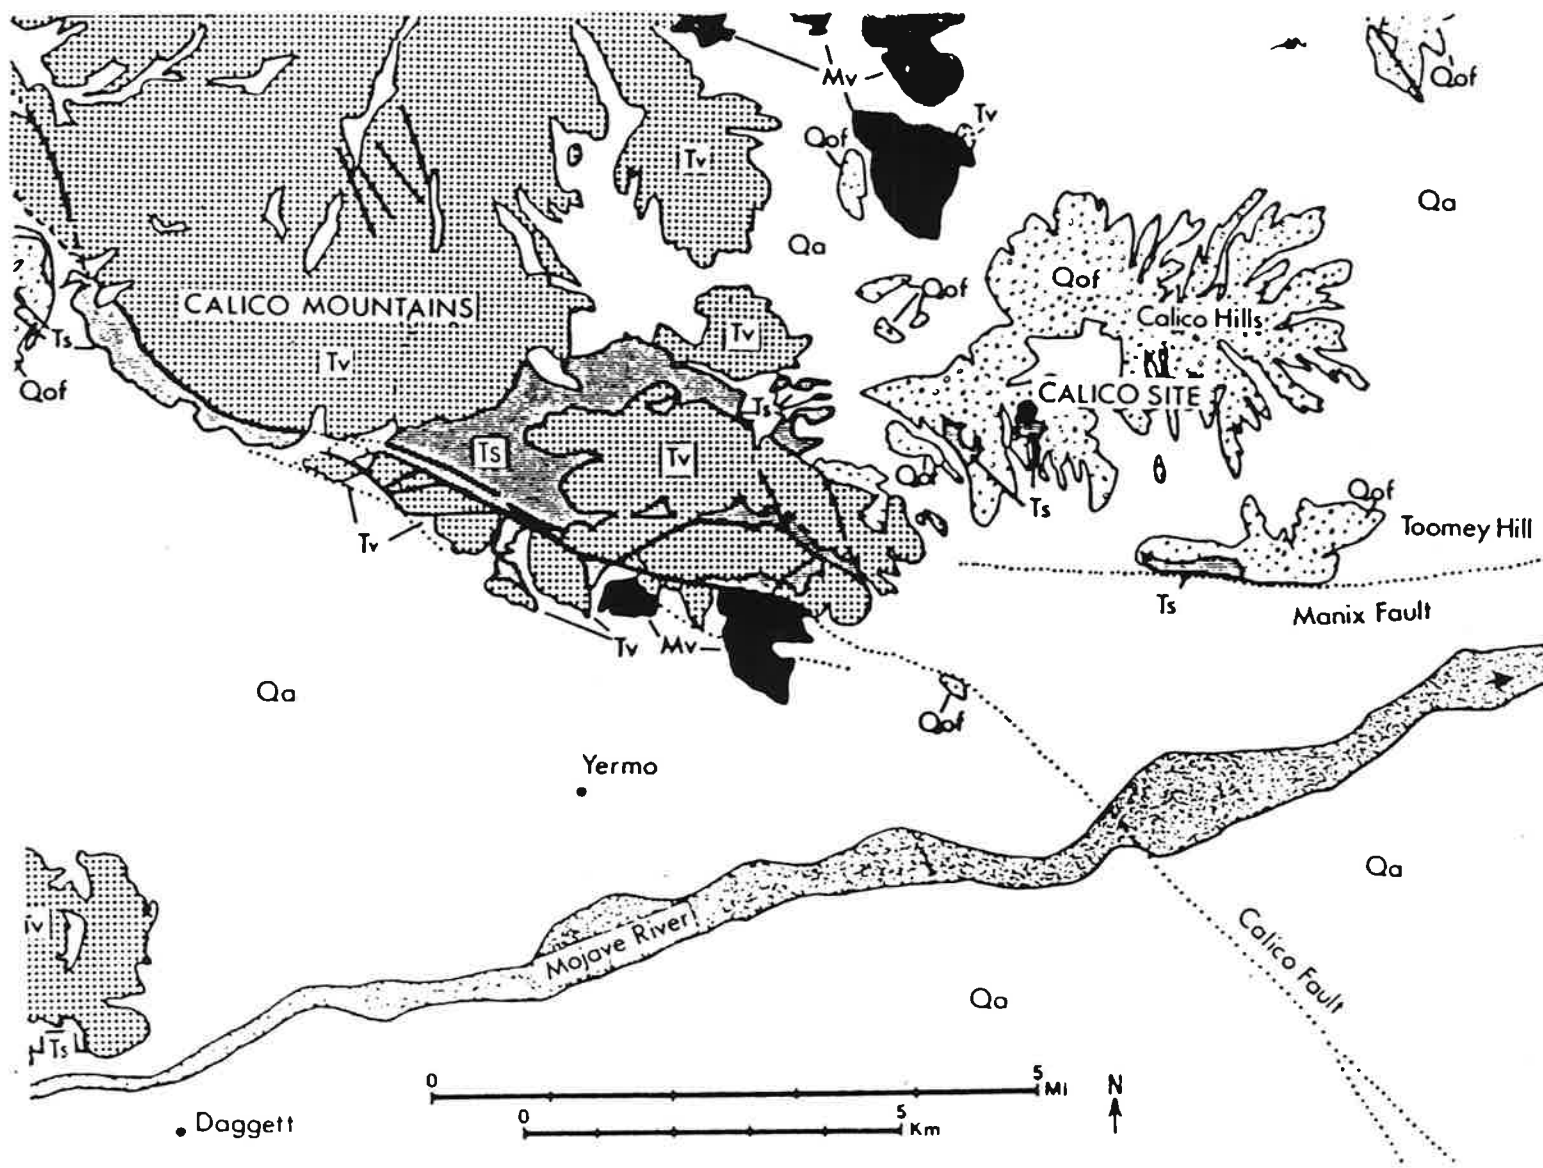 Mv
Qof
Tv
Qof
Tv
Qa
Qa
Qof
Qof
CALICO MOUNTAINS
Calico Hills
Ts
Tv
Tv
Qof
CALICO SITE
Ts
Ts
Tv
Qof
Ts
Qof
Tv
Toomey Hill
Ts
Manix Fault
Tv
Mv
Qa
Qof
Yermo
Qa
Tv
Mojave River
Calico Fault
Qa
Ts
0
5
MI
N
0
5
Km
Daggett